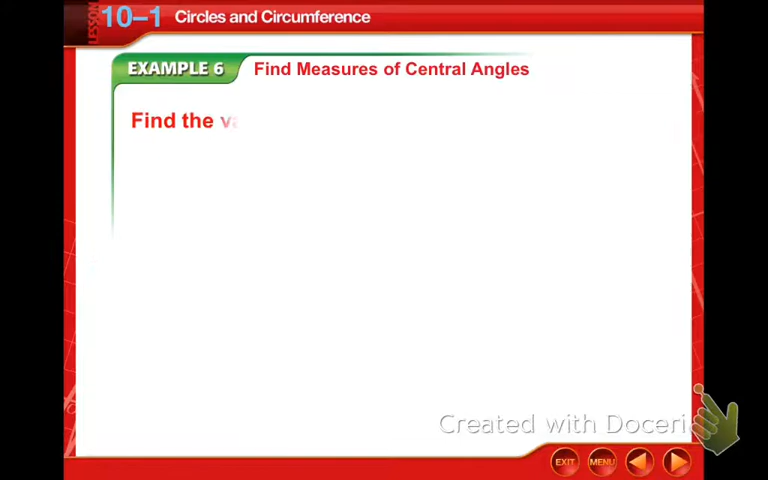 LESSON 10–1 Circles and Circumference
EXAMPLE 6 Find Measures of Central Angles
Find the
Created with Doceri
EXIT MENU